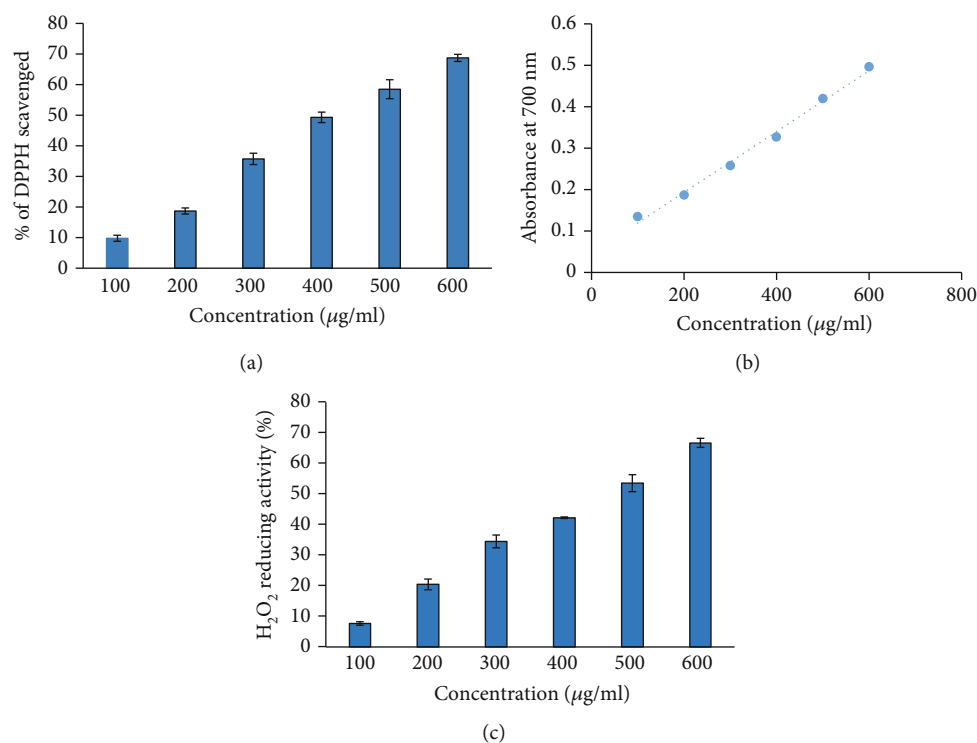 % of DPPH scavenged
80
70
60
50
40
30
20
10
0
100 200 300 400 500 600
Concentration (μg/ml)
(a)
Absorbance at 700 nm
0.6
0.5
0.4
0.3
0.2
0.1
0
0 200 400 600 800
Concentration (μg/ml)
(b)
H₂O₂ reducing activity (%)
80
70
60
50
40
30
20
10
0
100 200 300 400 500 600
Concentration (μg/ml)
(c)